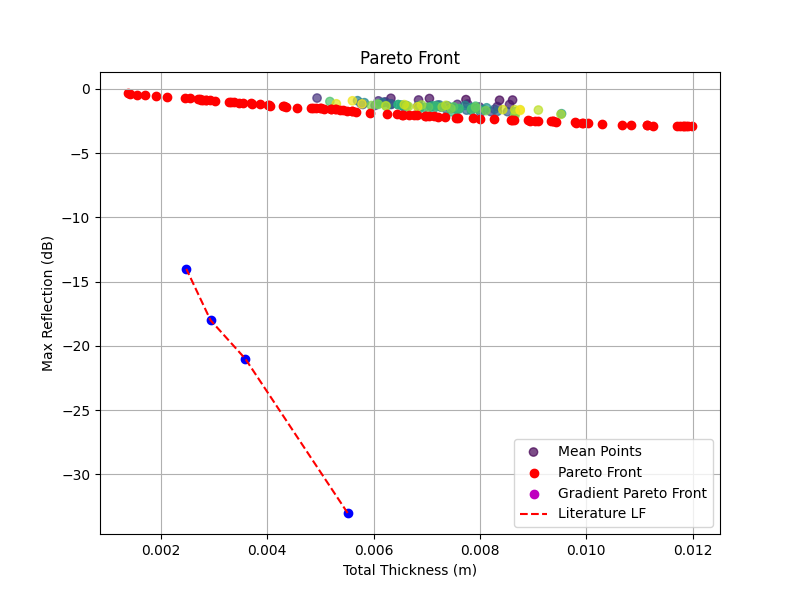 Pareto Front
0
−5
−10
−15
−20
−25
−30
Max Reflection (dB)
Mean Points
Pareto Front
Gradient Pareto Front
Literature LF
0.002 0.004 0.006 0.008 0.010 0.012
Total Thickness (m)